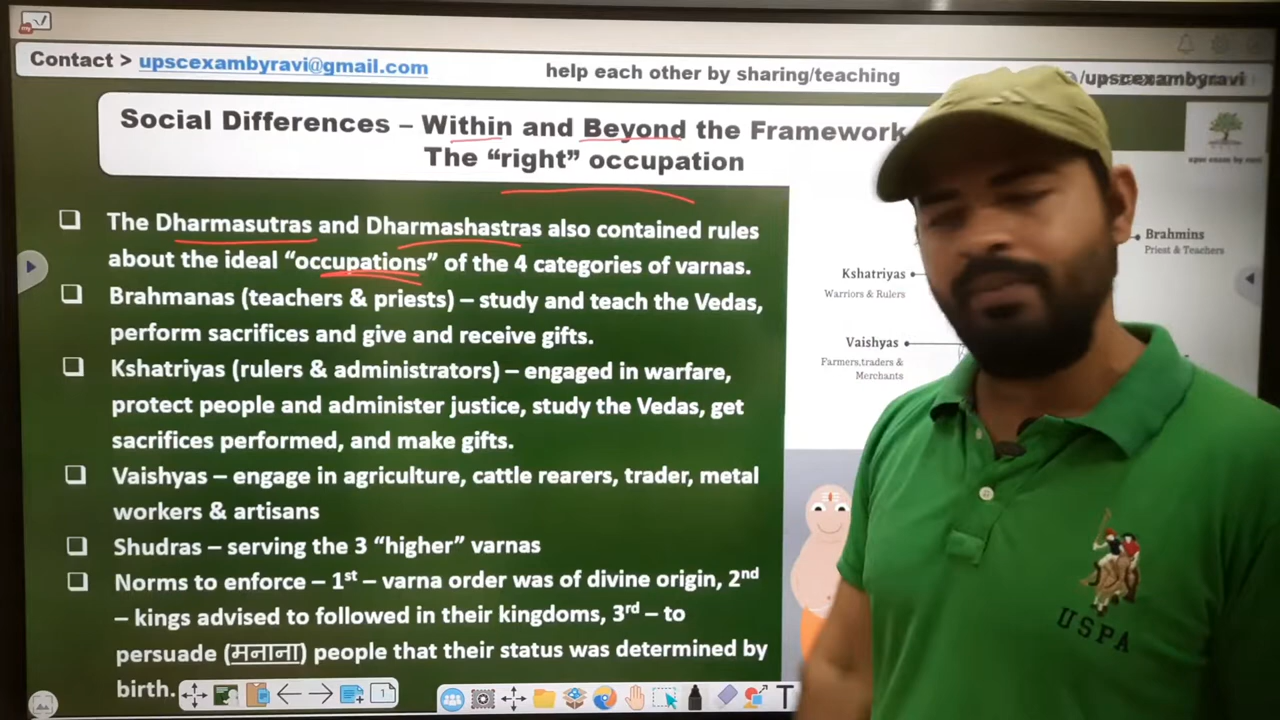 Contact > upscexambyravi@gmail.com
help each other by sharing/teaching
/upscexambyravi
Social Differences – Within and Beyond the Framework
The “right” occupation
upsc exam by ravi
❑ The Dharmasutras and Dharmashastras also contained rules
about the ideal “occupations” of the 4 categories of varnas.
❑ Brahmanas (teachers & priests) – study and teach the Vedas,
perform sacrifices and give and receive gifts.
❑ Kshatriyas (rulers & administrators) – engaged in warfare,
protect people and administer justice, study the Vedas, get
sacrifices performed, and make gifts.
❑ Vaishyas – engage in agriculture, cattle rearers, trader, metal
workers & artisans
❑ Shudras – serving the 3 “higher” varnas
❑ Norms to enforce – 1st – varna order was of divine origin, 2nd
– kings advised to followed in their kingdoms, 3rd – to
persuade (मनाना) people that their status was determined by
birth.
Brahmins
Priest & Teachers
Kshatriyas
Warriors & Rulers
Vaishyas
Farmers,traders &
Merchants
1
T
USPA